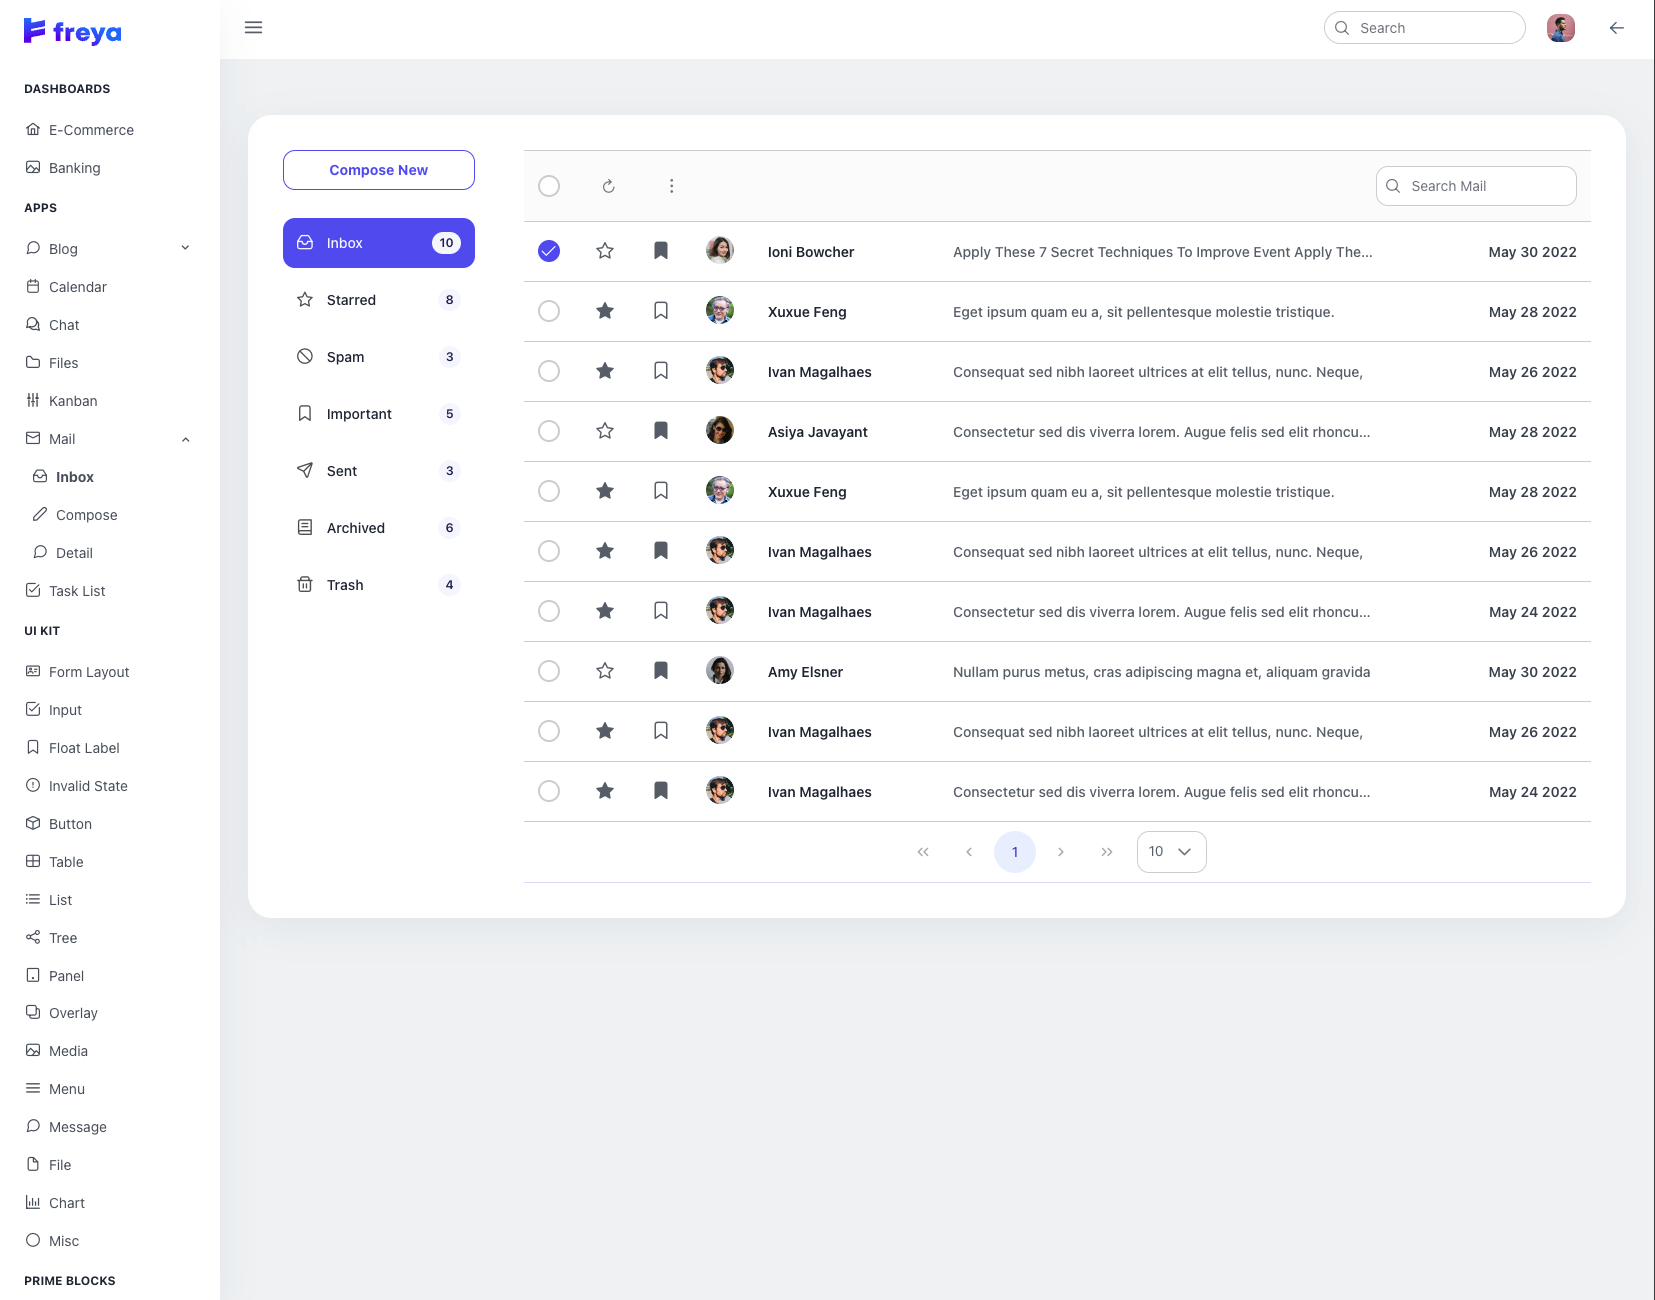 freya
Search
DASHBOARDS
E-Commerce
Banking
APPS
Blog
Calendar
Chat
Files
Kanban
Mail
Inbox
Compose
Detail
Task List
UI KIT
Form Layout
Input
Float Label
Invalid State
Button
Table
List
Tree
Panel
Overlay
Media
Menu
Message
File
Chart
Misc
PRIME BLOCKS
Compose New
Inbox 10
Starred 8
Spam 3
Important 5
Sent 3
Archived 6
Trash 4
Search Mail
Ioni Bowcher Apply These 7 Secret Techniques To Improve Event Apply The... May 30 2022
Xuxue Feng Eget ipsum quam eu a, sit pellentesque molestie tristique. May 28 2022
Ivan Magalhaes Consequat sed nibh laoreet ultrices at elit tellus, nunc. Neque, May 26 2022
Asiya Javayant Consectetur sed dis viverra lorem. Augue felis sed elit rhoncu... May 28 2022
Xuxue Feng Eget ipsum quam eu a, sit pellentesque molestie tristique. May 28 2022
Ivan Magalhaes Consequat sed nibh laoreet ultrices at elit tellus, nunc. Neque, May 26 2022
Ivan Magalhaes Consectetur sed dis viverra lorem. Augue felis sed elit rhoncu... May 24 2022
Amy Elsner Nullam purus metus, cras adipiscing magna et, aliquam gravida May 30 2022
Ivan Magalhaes Consequat sed nibh laoreet ultrices at elit tellus, nunc. Neque, May 26 2022
Ivan Magalhaes Consectetur sed dis viverra lorem. Augue felis sed elit rhoncu... May 24 2022
1 10